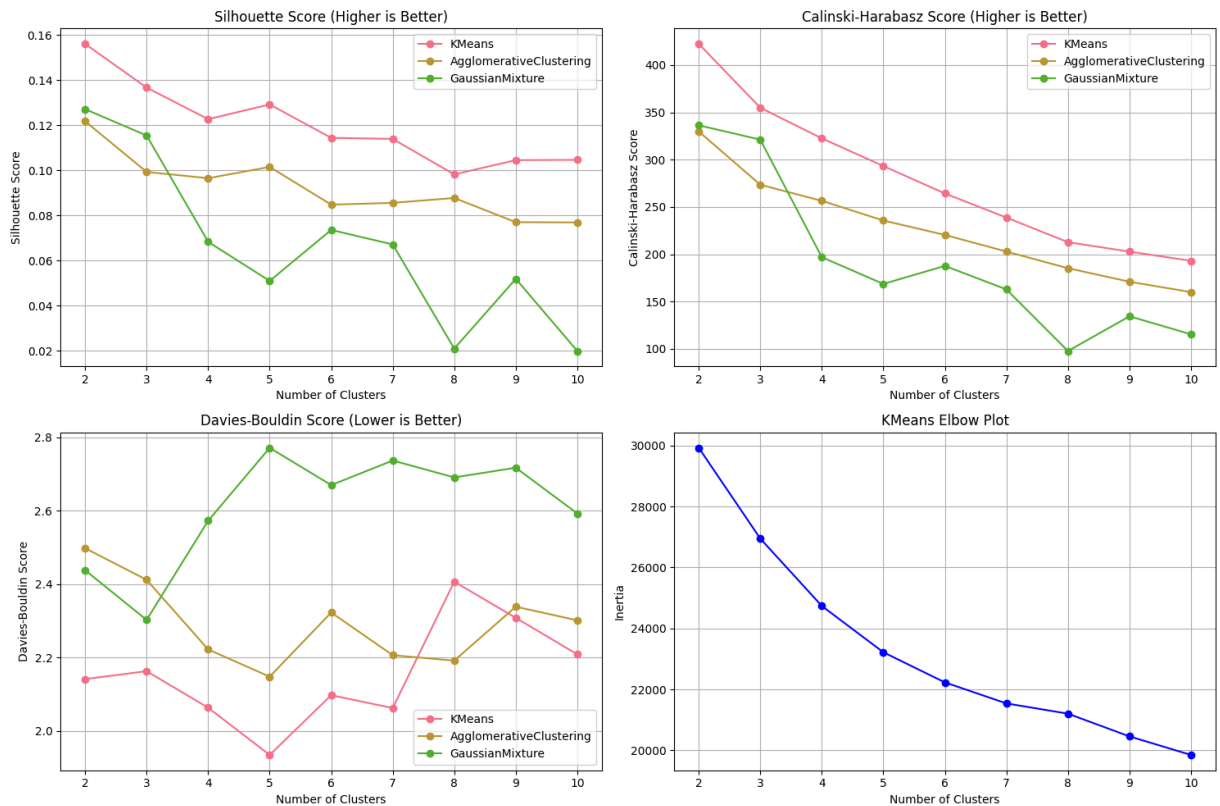 Silhouette Score (Higher is Better)
0.16
0.14
0.12
0.10
0.08
0.06
0.04
0.02
Silhouette Score
KMeans
AgglomerativeClustering
GaussianMixture
2 3 4 5 6 7 8 9 10
Number of Clusters
Calinski-Harabasz Score (Higher is Better)
400
350
300
250
200
150
100
Calinski-Harabasz Score
KMeans
AgglomerativeClustering
GaussianMixture
2 3 4 5 6 7 8 9 10
Number of Clusters
Davies-Bouldin Score (Lower is Better)
2.8
2.6
2.4
2.2
2.0
Davies-Bouldin Score
KMeans
AgglomerativeClustering
GaussianMixture
2 3 4 5 6 7 8 9 10
Number of Clusters
KMeans Elbow Plot
30000
28000
26000
24000
22000
20000
Inertia
2 3 4 5 6 7 8 9 10
Number of Clusters